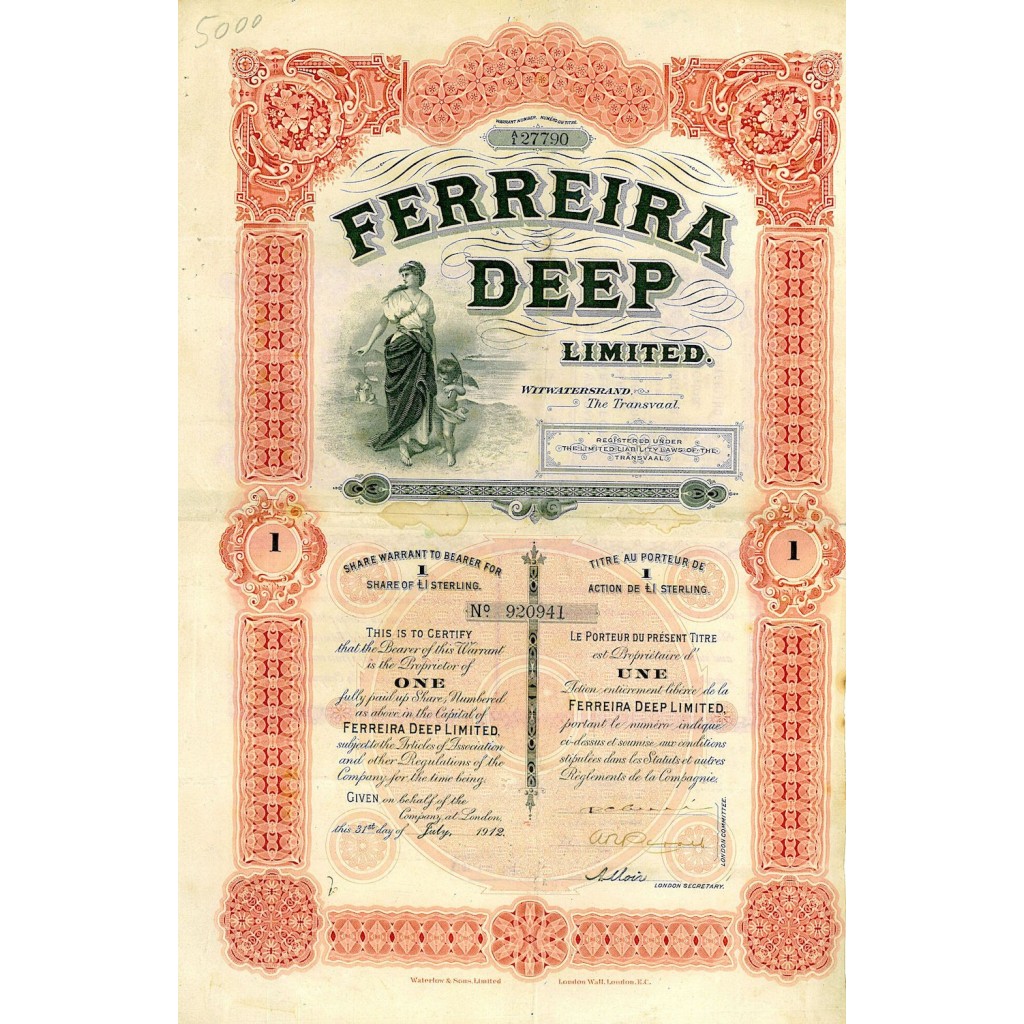 5000
WARRANT NUMBER. NUMÉRO DU TITRE.
A/1 27790
FERREIRA
DEEP
LIMITED.
WITWATERSRAND,
The Transvaal.
REGISTERED UNDER
THE LIMITED LIABILITY LAWS OF THE
TRANSVAAL
1
1
SHARE WARRANT TO BEARER FOR
1
SHARE OF £1 STERLING.
TITRE AU PORTEUR DE
1
ACTION DE £1 STERLING.
No. 920941
THIS IS TO CERTIFY
that the Bearer of this Warrant
is the Proprietor of
ONE
fully paid up Share, Numbered
as above in the Capital of
FERREIRA DEEP LIMITED,
subject to the Articles of Association
and other Regulations of the
Company for the time being.
GIVEN on behalf of the
Company, at London,
this 31st day of July, 1912.
LE PORTEUR DU PRÉSENT TITRE
est Propriétaire d'
UNE
Action entièrement libérée de la
FERREIRA DEEP LIMITED,
portant le numéro indiqué
ci-dessus et soumise aux conditions
stipulées dans les Statuts et autres
Règlements de la Compagnie.
LONDON COMMITTEE.
LONDON SECRETARY.
Waterlow & Sons, Limited London Wall, London, E.C.